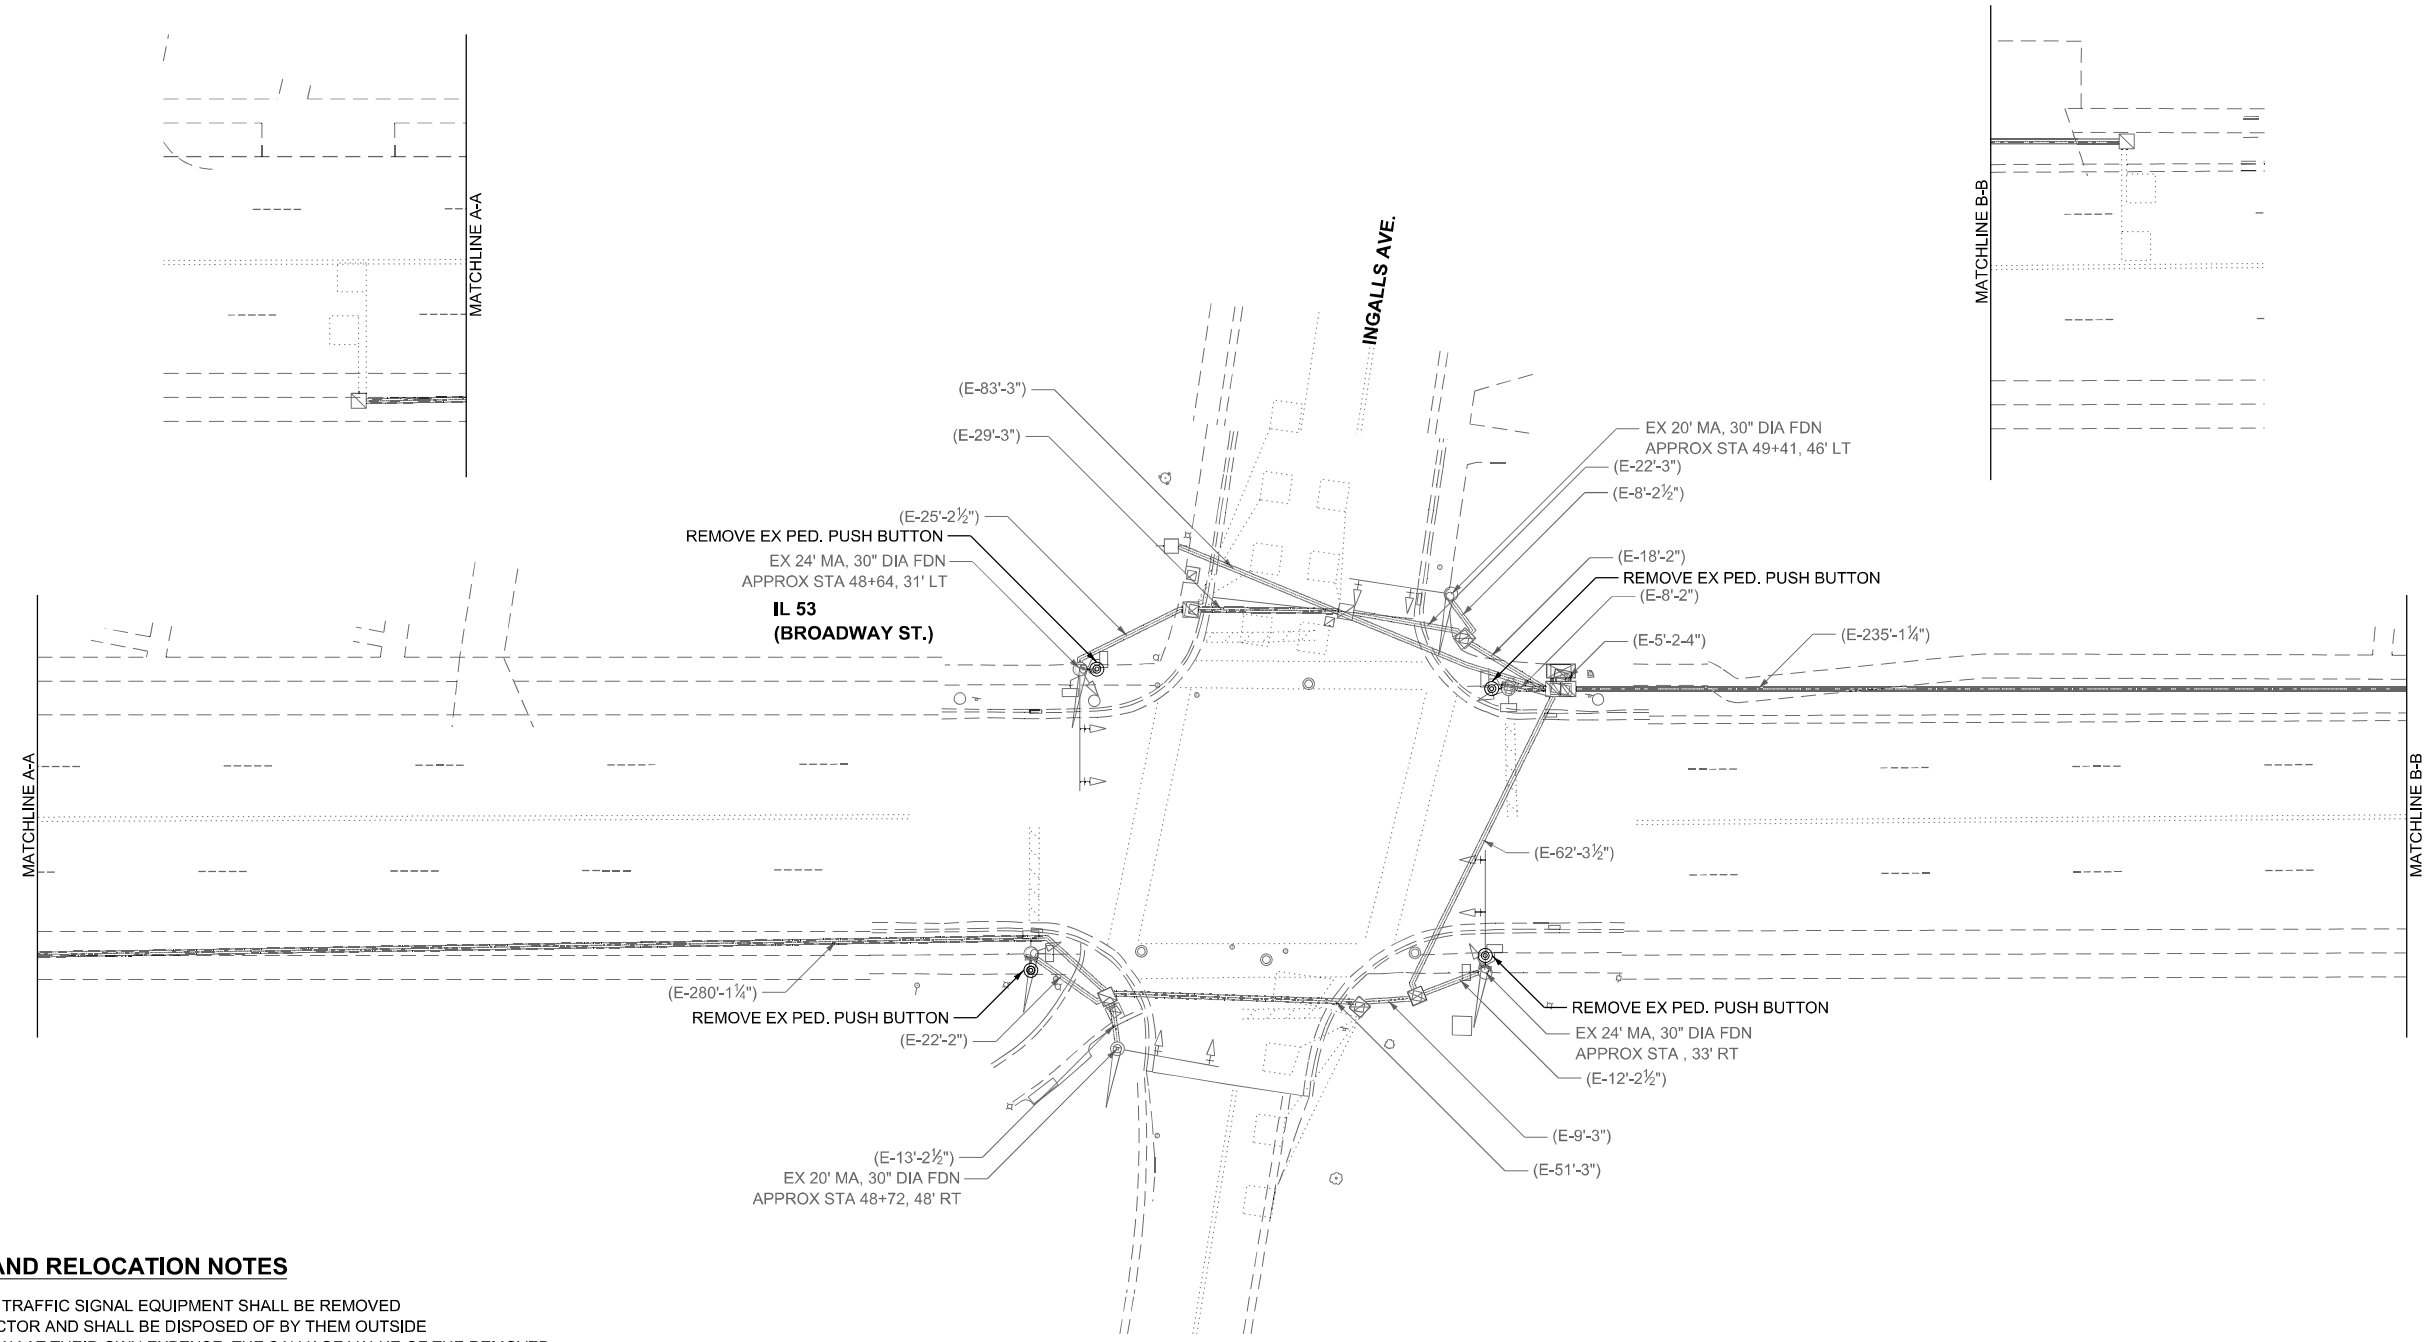 MATCHLINE A-A
MATCHLINE B-B
INGALLS AVE.
(E-83'-3")
(E-29'-3")
EX 20' MA, 30" DIA FDN
APPROX STA 49+41, 46' LT
(E-22'-3")
(E-8'-2½")
(E-25'-2½")
REMOVE EX PED. PUSH BUTTON
EX 24' MA, 30" DIA FDN
APPROX STA 48+64, 31' LT
IL 53
(BROADWAY ST.)
(E-18'-2")
REMOVE EX PED. PUSH BUTTON
(E-8'-2")
(E-5'-2-4")
(E-235'-1¼")
MATCHLINE A-A
MATCHLINE B-B
(E-62'-3½")
(E-280'-1¼")
REMOVE EX PED. PUSH BUTTON
(E-22'-2")
REMOVE EX PED. PUSH BUTTON
EX 24' MA, 30" DIA FDN
APPROX STA , 33' RT
(E-12'-2½")
(E-9'-3")
(E-51'-3")
(E-13'-2½")
EX 20' MA, 30" DIA FDN
APPROX STA 48+72, 48' RT
AND RELOCATION NOTES
TRAFFIC SIGNAL EQUIPMENT SHALL BE REMOVED
CTOR AND SHALL BE DISPOSED OF BY THEM OUTSIDE